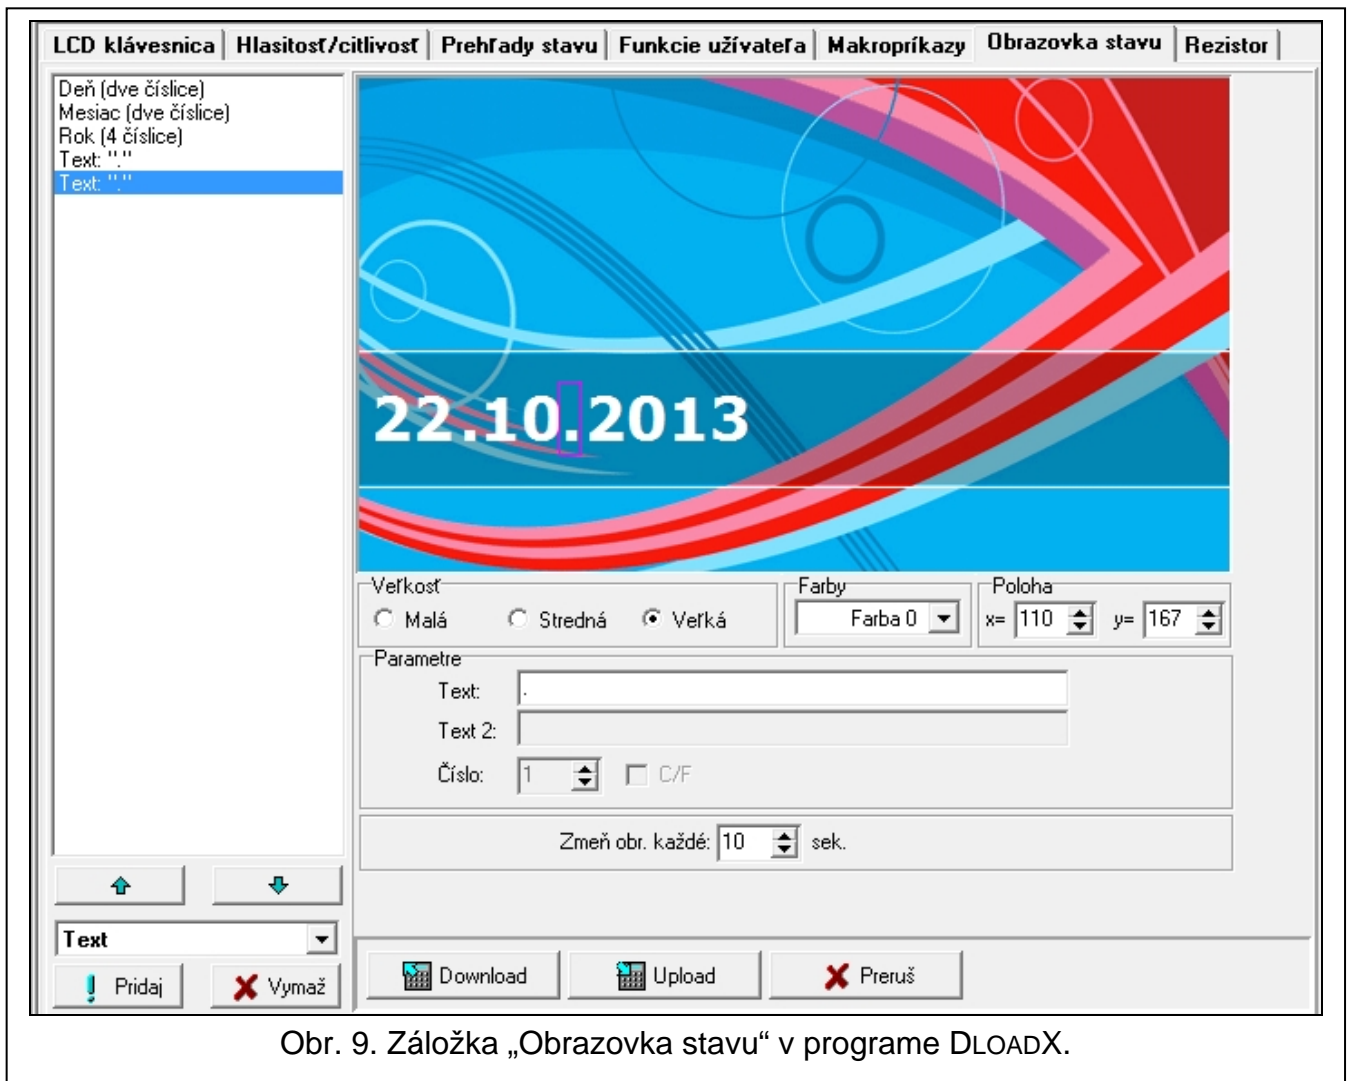 LCD klávesnica Hlasitosť/citlivosť Prehľady stavu Funkcie užívateľa Makropríkazy Obrazovka stavu Rezistor
Deň (dve číslice)
Mesiac (dve číslice)
Rok (4 číslice)
Text: "."
Text: "."
22.10.2013
Veľkosť Farby Poloha
Malá Stredná Veľká Farba 0 x= 110 y= 167
Parametre
Text: .
Text 2:
Číslo: 1 C/F
Zmeň obr. každé: 10 sek.
Text
Pridaj Vymaž Download Upload Preruš
Obr. 9. Záložka „Obrazovka stavu“ v programe DLOADX.